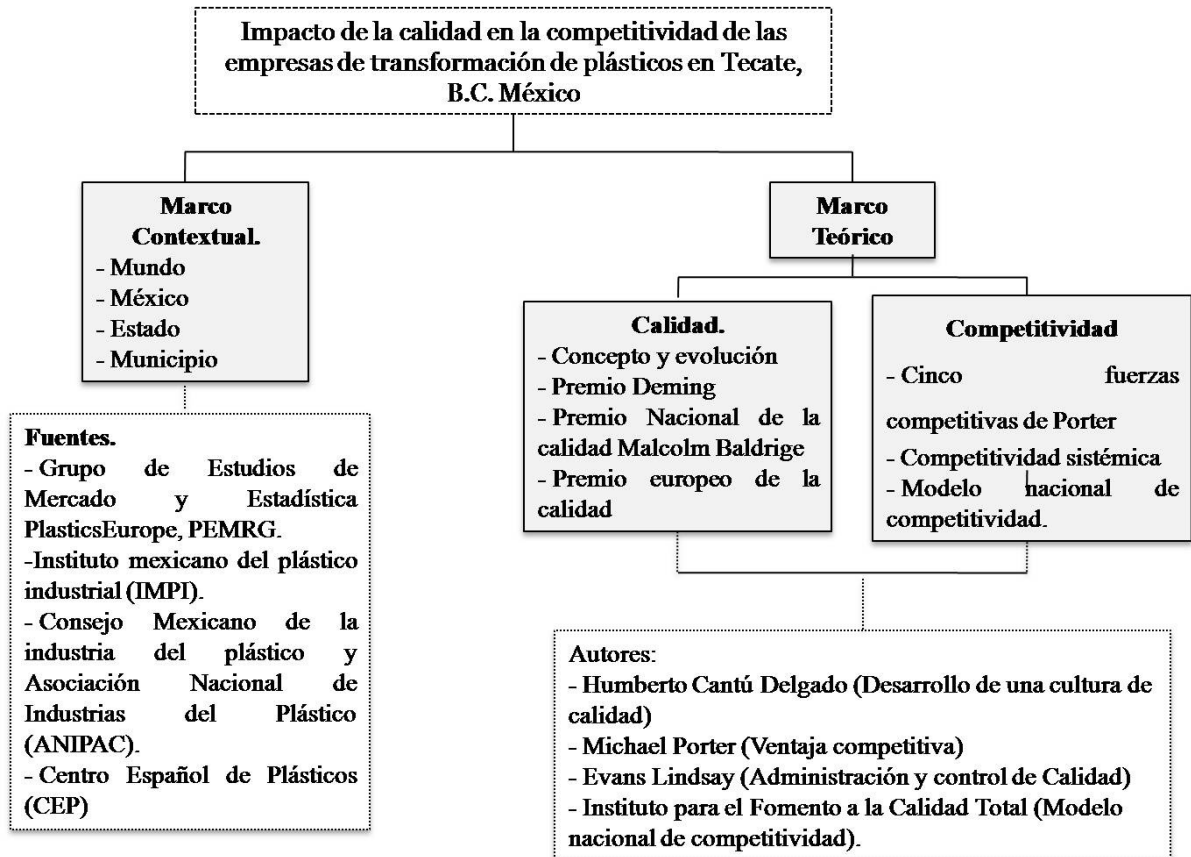 Impacto de la calidad en la competitividad de las
empresas de transformación de plásticos en Tecate,
B.C. México
Marco
Contextual.
- Mundo
- México
- Estado
- Municipio
Fuentes.
- Grupo de Estudios de
Mercado y Estadística
PlasticsEurope, PEMRG.
-Instituto mexicano del plástico
industrial (IMPI).
- Consejo Mexicano de la
industria del plástico y
Asociación Nacional de
Industrias del Plástico
(ANIPAC).
- Centro Español de Plásticos
(CEP)
Marco
Teórico
Calidad.
- Concepto y evolución
- Premio Deming
- Premio Nacional de la
calidad Malcolm Baldrige
- Premio europeo de la
calidad
Competitividad
- Cinco fuerzas
competitivas de Porter
- Competitividad sistémica
- Modelo nacional de
competitividad.
Autores:
- Humberto Cantú Delgado (Desarrollo de una cultura de
calidad)
- Michael Porter (Ventaja competitiva)
- Evans Lindsay (Administración y control de Calidad)
- Instituto para el Fomento a la Calidad Total (Modelo
nacional de competitividad).